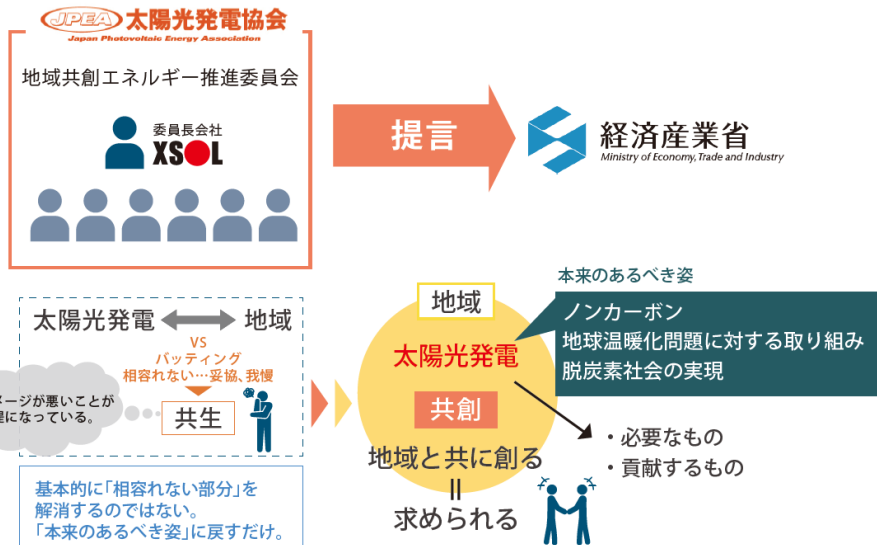 JPEA 太陽光発電協会
Japan Photovoltaic Energy Association
地域共創エネルギー推進委員会
委員長会社
XSOL
提言
経済産業省
Ministry of Economy, Trade and Industry
太陽光発電
地域
VS
バッティング
相容れない…妥協、我慢
共生
メージが悪いことが
になっている。
基本的に「相容れない部分」を
解消するのではない。
「本来のあるべき姿」に戻すだけ。
地域
太陽光発電
共創
地域と共に創る
=
求められる
本来のあるべき姿
ノンカーボン
地球温暖化問題に対する取り組み
脱炭素社会の実現
・必要なもの
・貢献するもの